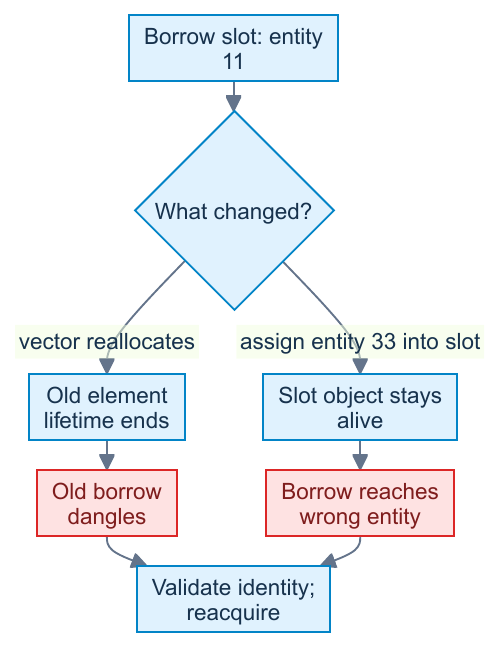 Borrow slot: entity
11
What changed?
vector reallocates
assign entity 33 into slot
Old element
lifetime ends
Slot object stays
alive
Old borrow
dangles
Borrow reaches
wrong entity
Validate identity;
reacquire